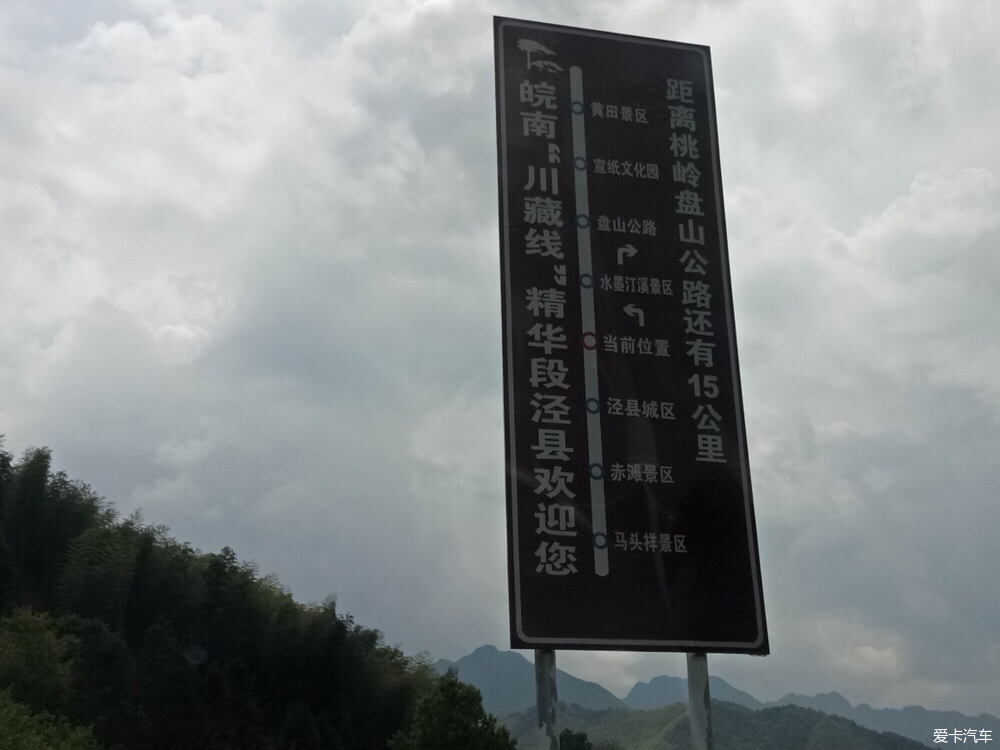 皖南"川藏线"精华段泾县欢迎您
黄田景区
宣纸文化园
盘山公路
水墨汀溪景区
当前位置
泾县城区
赤滩景区
马头祥景区
距离桃岭盘山公路还有15公里
爱卡汽车